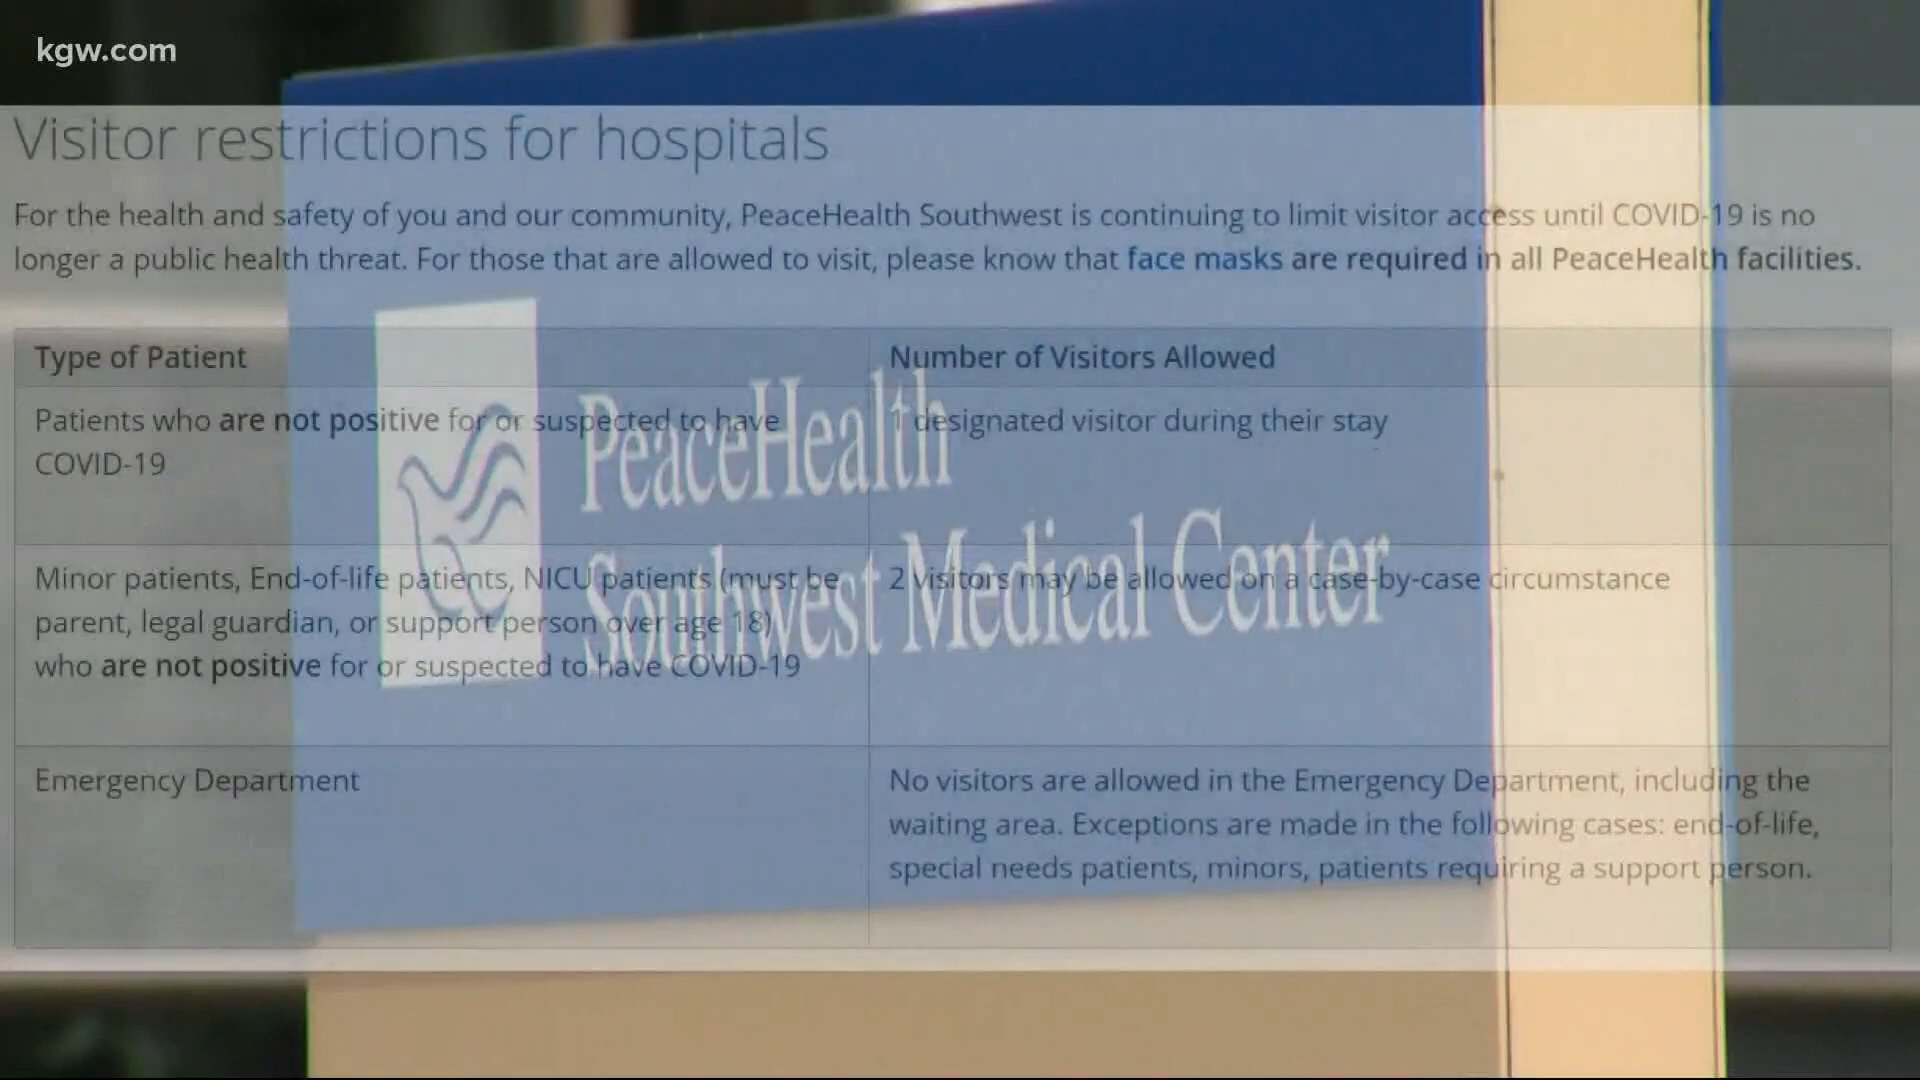 kgw.com
Visitor restrictions for hospitals
For the health and safety of you and our community, PeaceHealth Southwest is continuing to limit visitor access until COVID-19 is no
longer a public health threat. For those that are allowed to visit, please know that face masks are required in all PeaceHealth facilities.
Type of Patient
Number of Visitors Allowed
Patients who are not positive for or suspected to have
COVID-19
1 designated visitor during their stay
Minor patients, End-of-life patients, NICU patients (must be
parent, legal guardian, or support person over age 18)
who are not positive for or suspected to have COVID-19
2 visitors may be allowed on a case-by-case circumstance
Emergency Department
No visitors are allowed in the Emergency Department, including the
waiting area. Exceptions are made in the following cases: end-of-life,
special needs patients, minors, patients requiring a support person.
PeaceHealth
Southwest Medical Center